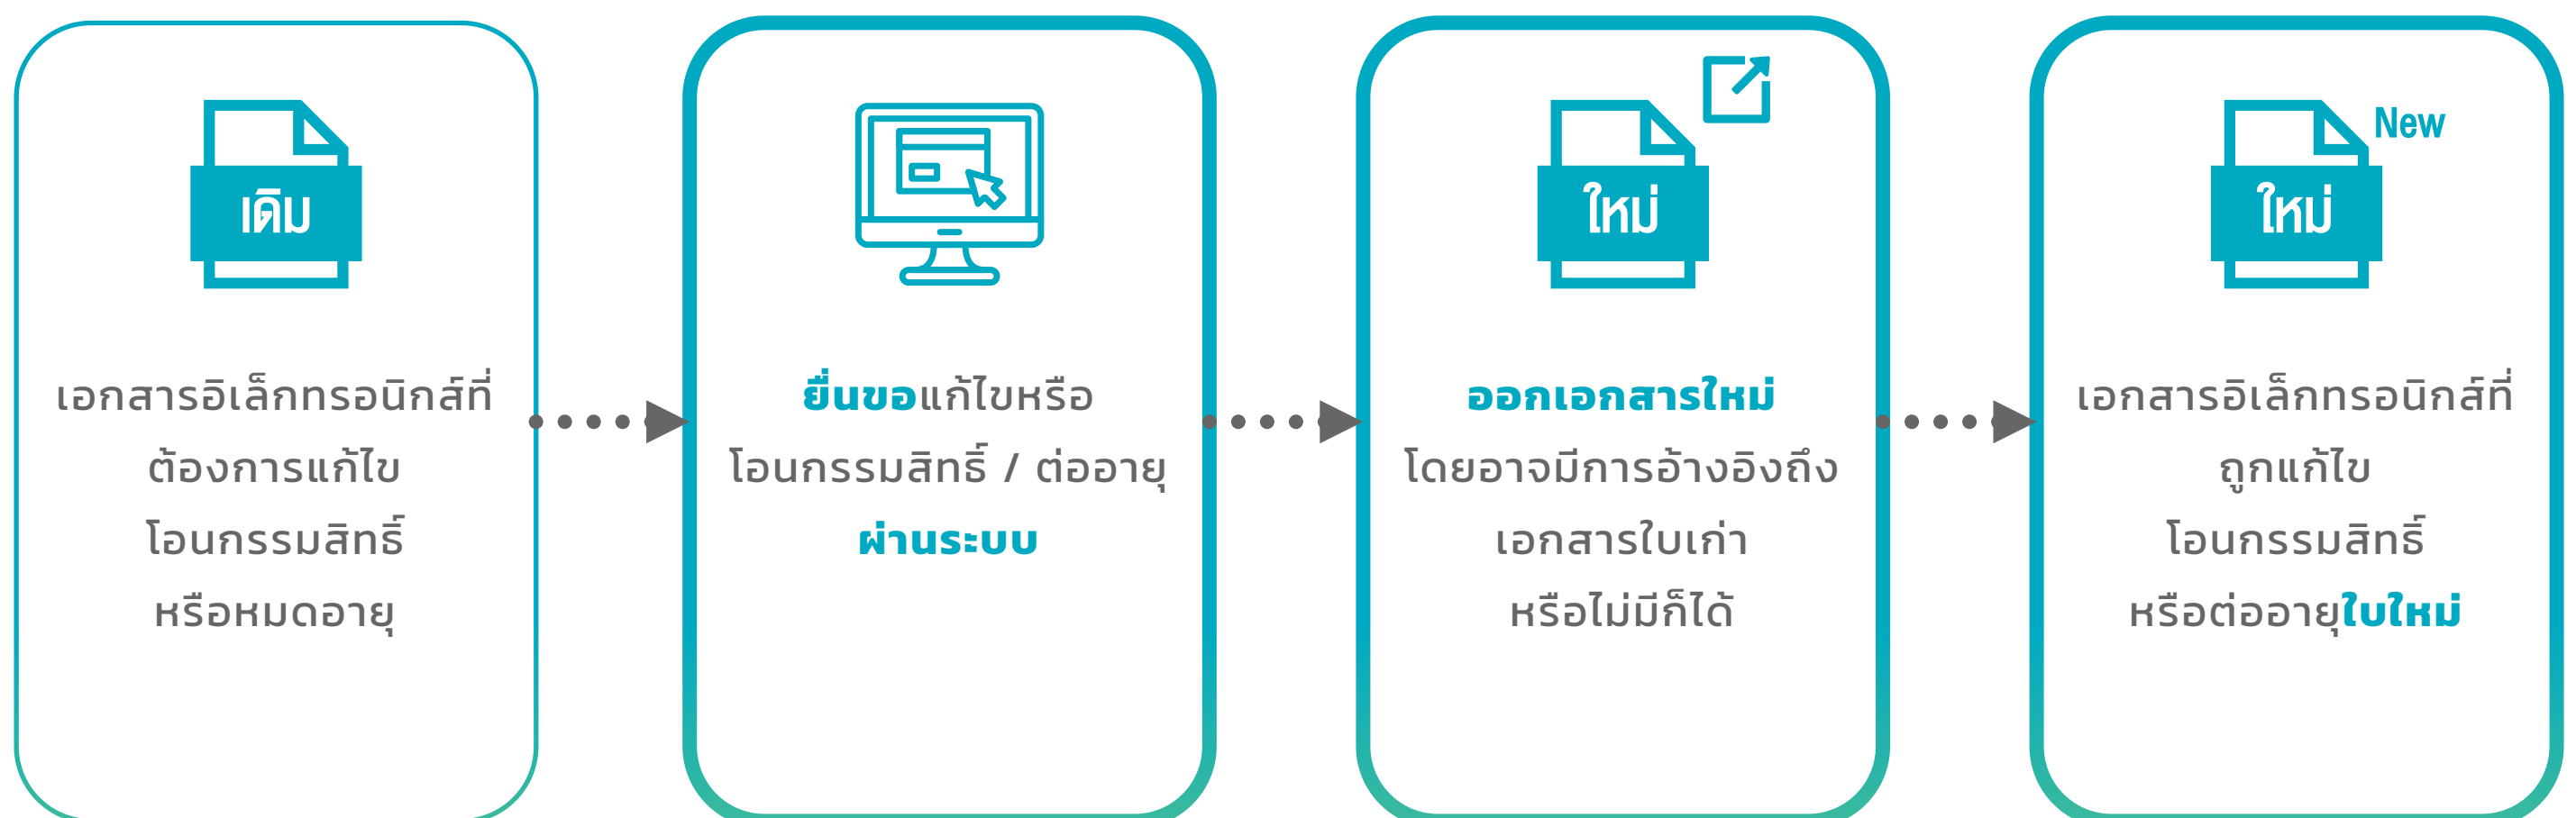 เดิม
เอกสารอิเล็กทรอนิกส์ที่
ต้องการแก้ไข
โอนกรรมสิทธิ์
หรือหมดอายุ
ยื่นขอแก้ไขหรือ
โอนกรรมสิทธิ์ / ต่ออายุ
ผ่านระบบ
ใหม่
ออกเอกสารใหม่
โดยอาจมีการอ้างอิงถึง
เอกสารใบเก่า
หรือไม่มีก็ได้
New
ใหม่
เอกสารอิเล็กทรอนิกส์ที่
ถูกแก้ไข
โอนกรรมสิทธิ์
หรือต่ออายุใบใหม่